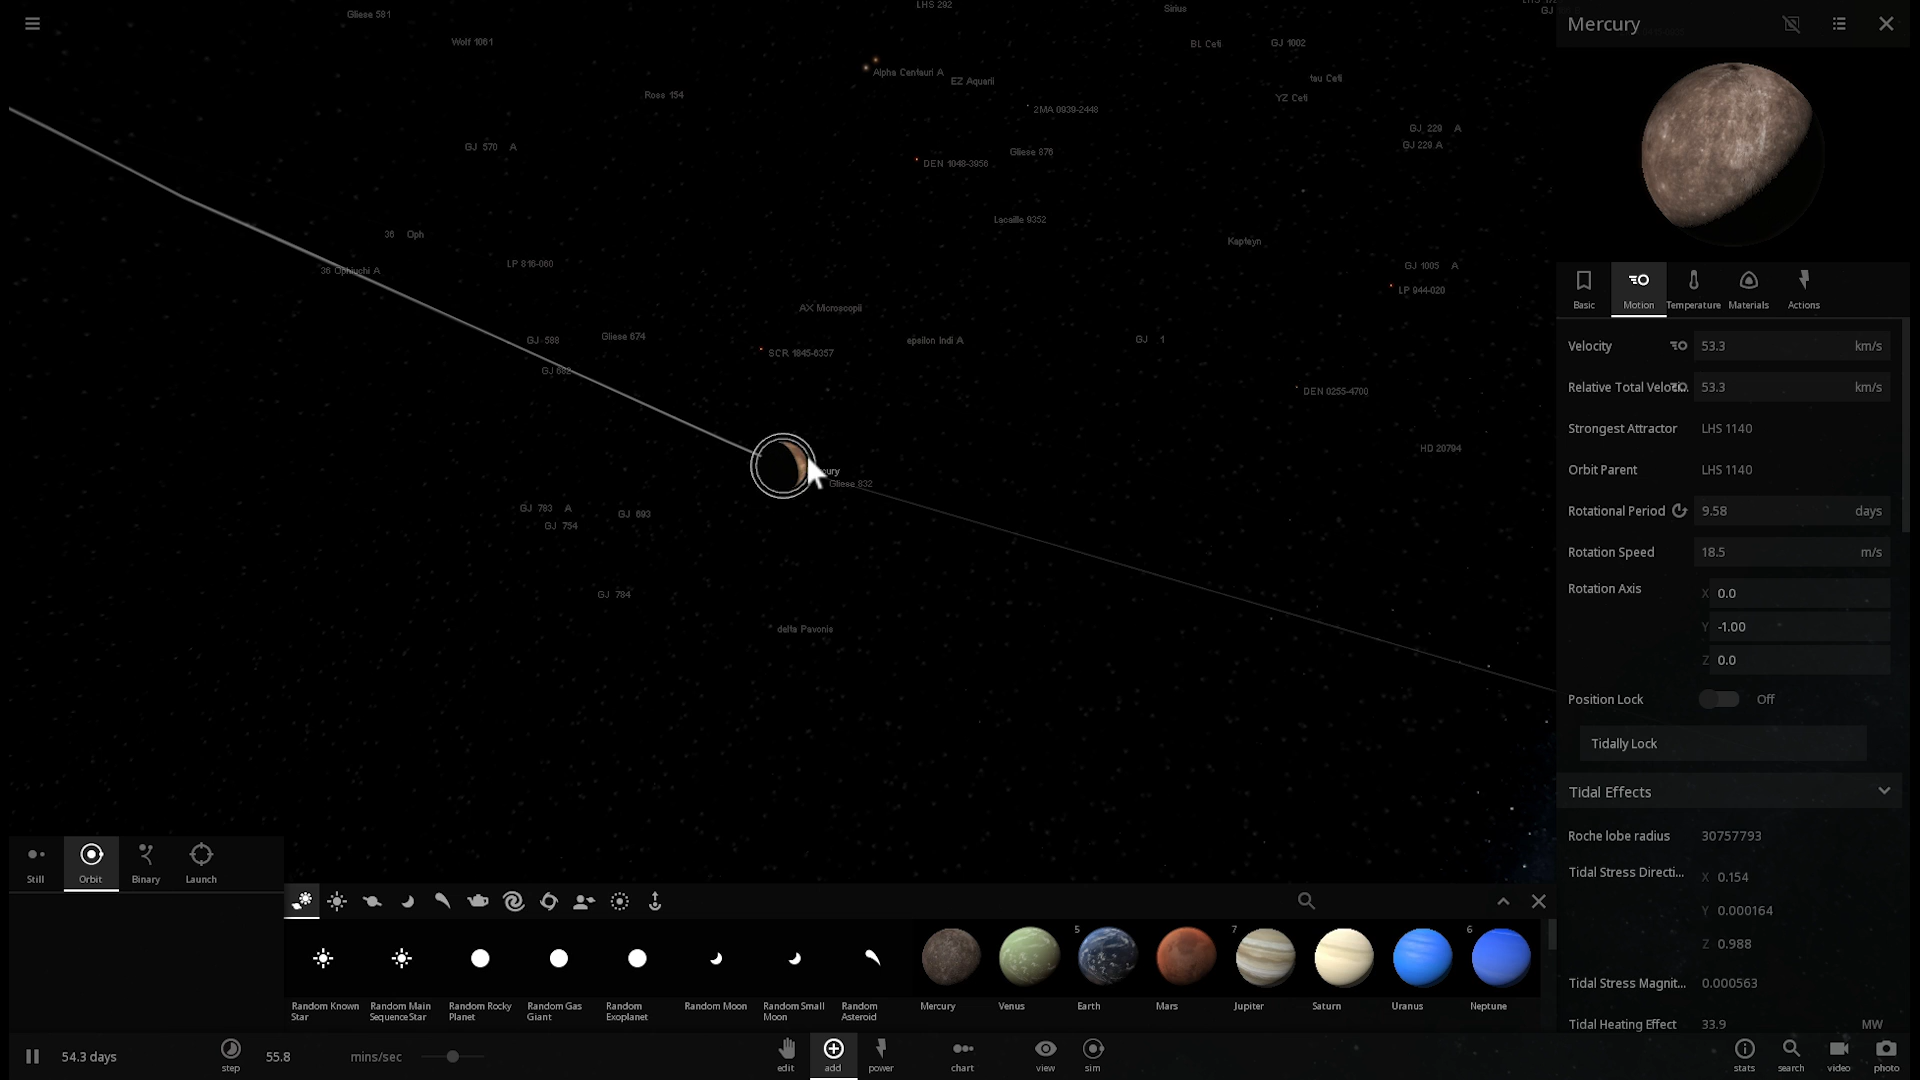 Gliese 581
LHS 292
Sirius
Wolf 1061
BL Ceti
GJ 1002
Alpha Centauri A
EZ Aquarii
tau Ceti
Ross 154
YZ Ceti
2MA 0939-2448
GJ 229 A
GJ 570 A
GJ 229 A
Gliese 876
DEN 1048-3956
Lacaille 9352
36 Oph
Kapteyn
LP 816-060
36 Ophiuchi A
GJ 1005 A
LP 944-020
AX Microscopii
Gliese 674
GJ 588
epsilon Indi A
GJ 1
SCR 1845-6357
GJ 682
DEN 0255-4700
HD 20794
Gliese 832
GJ 783 A
GJ 693
GJ 754
GJ 784
delta Pavonis
Mercury
Basic
Motion
Temperature
Materials
Actions
Velocity 53.3 km/s
Relative Total Veloci... 53.3 km/s
Strongest Attractor LHS 1140
Orbit Parent LHS 1140
Rotational Period 9.58 days
Rotation Speed 18.5 m/s
Rotation Axis X 0.0
Y -1.00
Z 0.0
Position Lock Off
Tidally Lock
Tidal Effects
Roche lobe radius 30757793
Tidal Stress Directi... X 0.154
Y 0.000164
Z 0.988
Tidal Stress Magnit... 0.000563
Tidal Heating Effect 33.9 MW
Still
Orbit
Binary
Launch
5
7
6
Random Known
Star
Random Main
Sequence Star
Random Rocky
Planet
Random Gas
Giant
Random
Exoplanet
Random Moon
Random Small
Moon
Random
Asteroid
Mercury
Venus
Earth
Mars
Jupiter
Saturn
Uranus
Neptune
54.3 days
step
55.8
mins/sec
edit
add
power
chart
view
sim
stats
search
video
photo